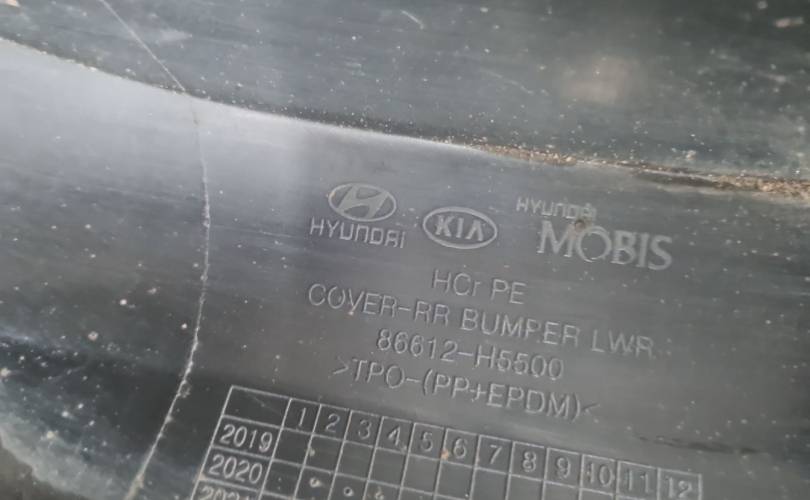 HYUNDAI KIA HYUNDAI
MOBIS
HCr PE
COVER-RR BUMPER LWR
86612-H5500
>TPO-(PP+EPDM)<
1 2 3 4 5 6 7 8 9 10 11 12
2019
2020